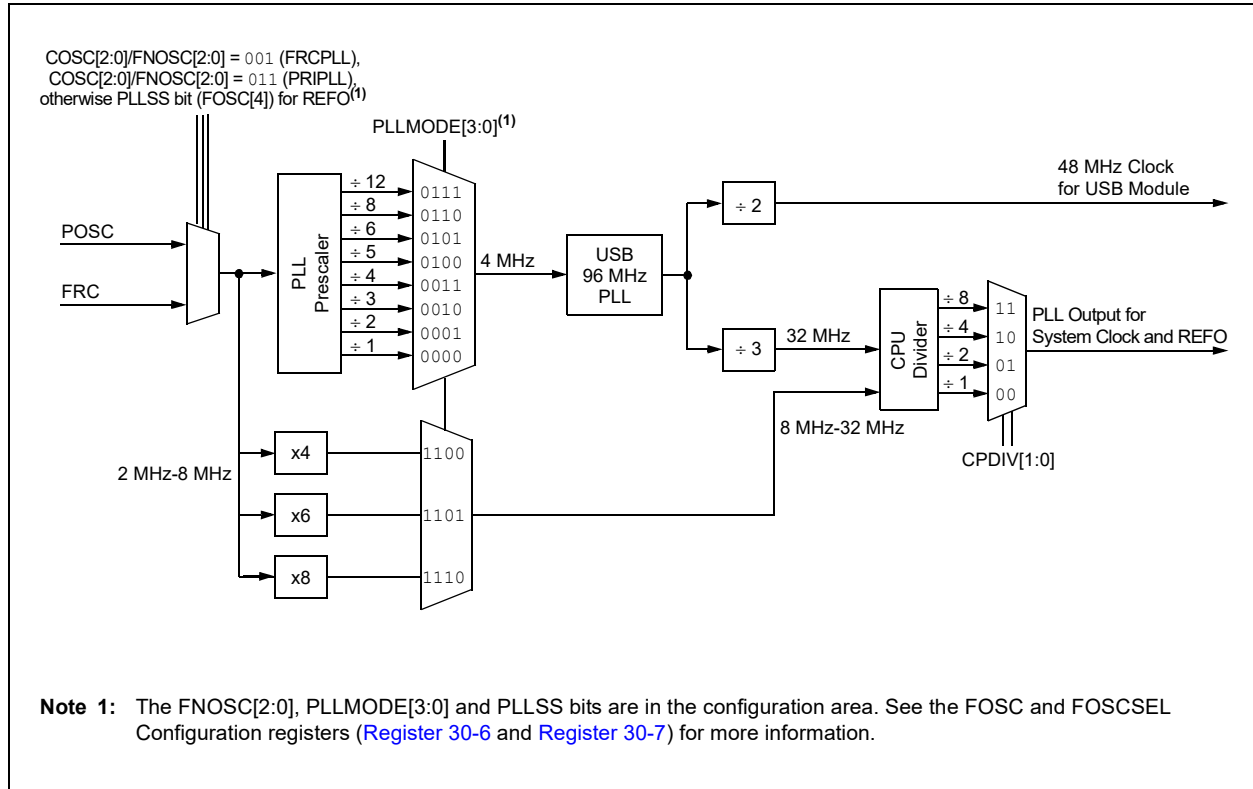 COSC[2:0]/FNOSC[2:0] = 001 (FRCPLL),
COSC[2:0]/FNOSC[2:0] = 011 (PRIPLL),
otherwise PLLSS bit (FOSC[4]) for REFO(1)
PLLMODE[3:0](1)
POSC
FRC
PLL
Prescaler
÷ 12
÷ 8
÷ 6
÷ 5
÷ 4
÷ 3
÷ 2
÷ 1
0111
0110
0101
0100
0011
0010
0001
0000
4 MHz
USB
96 MHz
PLL
÷ 2
48 MHz Clock
for USB Module
÷ 3
32 MHz
CPU
Divider
÷ 8
÷ 4
÷ 2
÷ 1
11
10
01
00
PLL Output for
System Clock and REFO
8 MHz-32 MHz
CPDIV[1:0]
2 MHz-8 MHz
x4
x6
x8
1100
1101
1110
Note 1: The FNOSC[2:0], PLLMODE[3:0] and PLLSS bits are in the configuration area. See the FOSC and FOSCSEL
Configuration registers (Register 30-6 and Register 30-7) for more information.